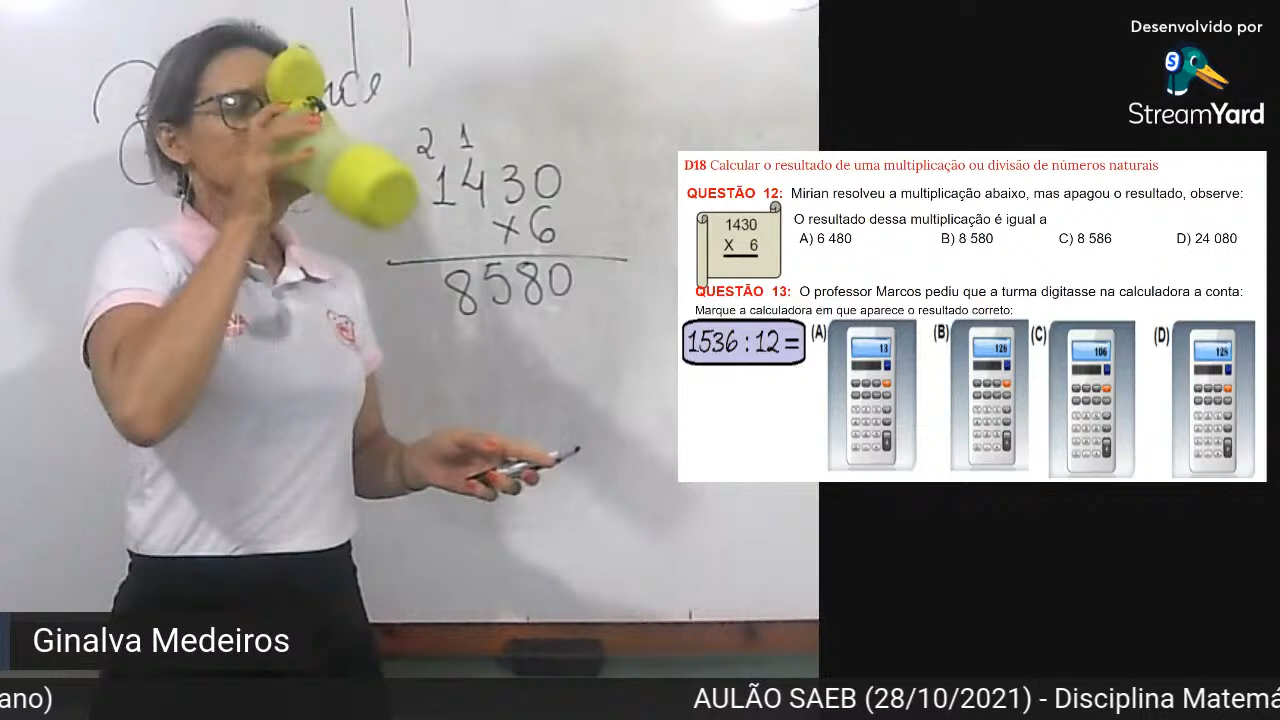 Desenvolvido por
S
StreamYard
2 1
1430
x6
8580
D18 Calcular o resultado de uma multiplicação ou divisão de números naturais
QUESTÃO 12: Mirian resolveu a multiplicação abaixo, mas apagou o resultado, observe:
1430
X 6
O resultado dessa multiplicação é igual a
A) 6 480 B) 8 580 C) 8 586 D) 24 080
QUESTÃO 13: O professor Marcos pediu que a turma digitasse na calculadora a conta:
Marque a calculadora em que aparece o resultado correto:
1536 : 12 =
(A) 13
(B) 126
(C) 106
(D) 128
Ginalva Medeiros
ano) AULÃO SAEB (28/10/2021) - Disciplina Matemá